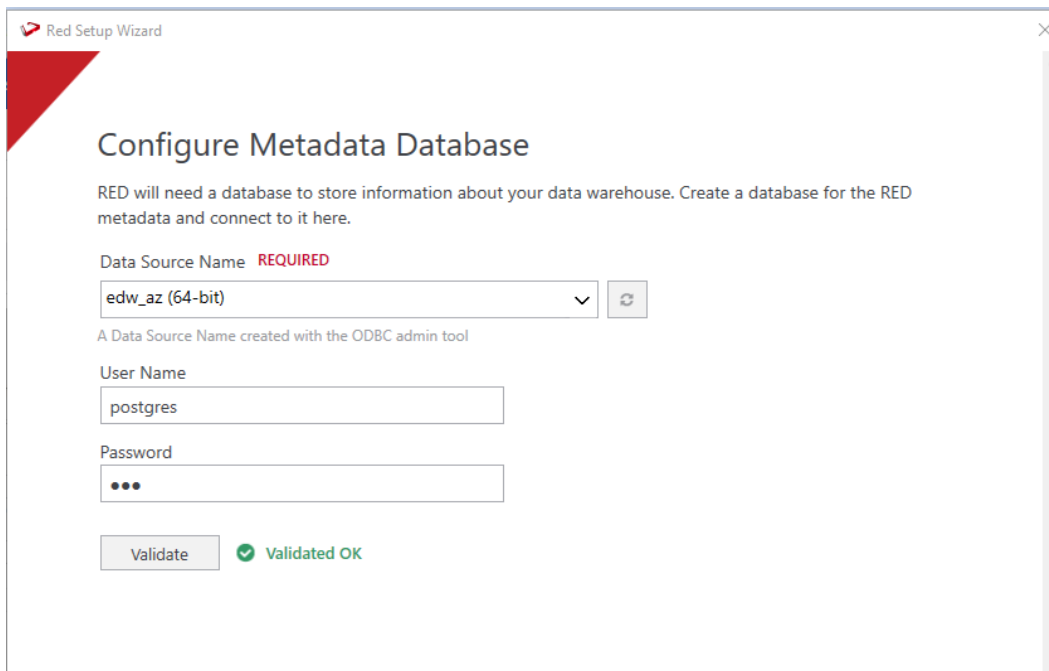 Red Setup Wizard
Configure Metadata Database
RED will need a database to store information about your data warehouse. Create a database for the RED
metadata and connect to it here.
Data Source Name REQUIRED
edw_az (64-bit)
A Data Source Name created with the ODBC admin tool
User Name
postgres
Password
●●●
Validate Validated OK